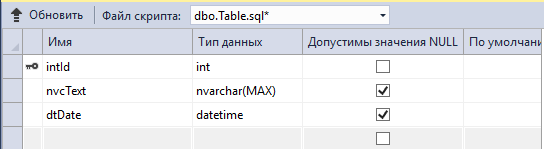 Обновить Файл скрипта: dbo.Table.sql*
Имя Тип данных Допустимы значения NULL По умолчани
intId int
nvcText nvarchar(MAX)
dtDate datetime